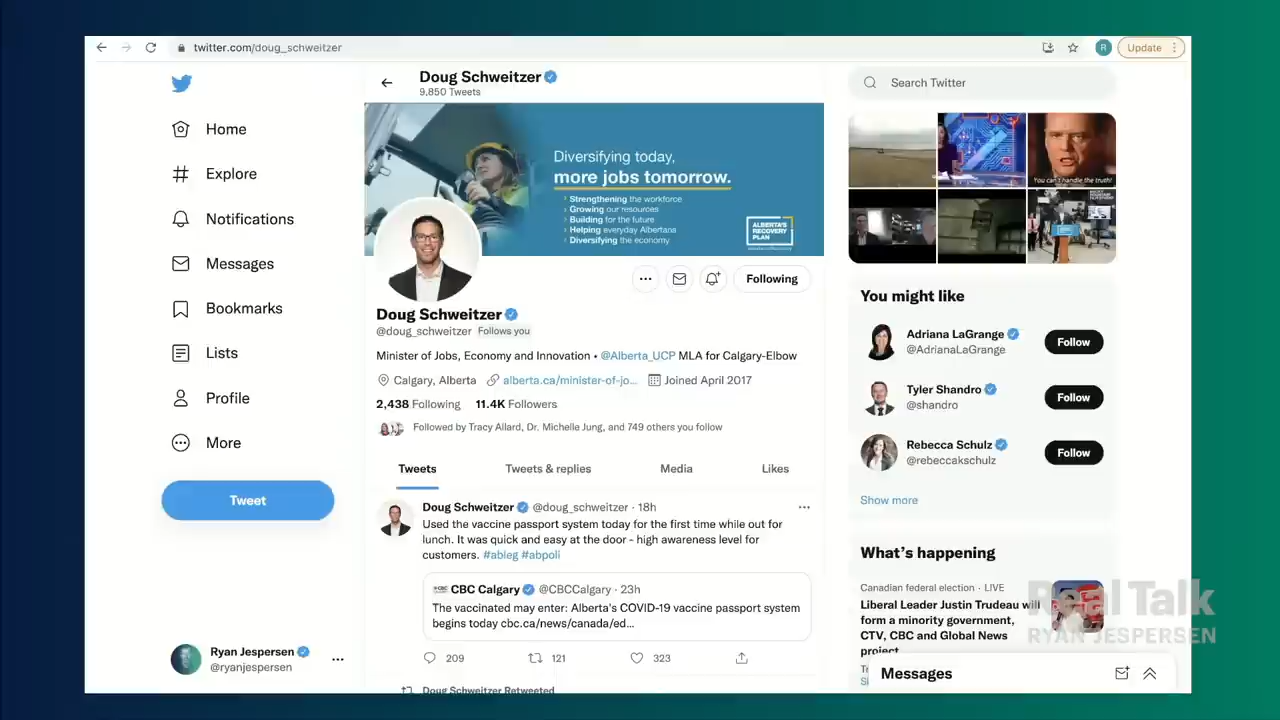 twitter.com/doug_schweitzer
R
Update
Doug Schweitzer
9,850 Tweets
Search Twitter
Home
Explore
Notifications
Messages
Bookmarks
Lists
Profile
More
Tweet
Ryan Jespersen
@ryanjespersen
Diversifying today,
more jobs tomorrow.
Strengthening the workforce
Growing our resources
Building for the future
Helping everyday Albertans
Diversifying the economy
ALBERTA'S
RECOVERY
PLAN
Following
Doug Schweitzer
@doug_schweitzer Follows you
Minister of Jobs, Economy and Innovation • @Alberta_UCP MLA for Calgary-Elbow
Calgary, Alberta alberta.ca/minister-of-jo... Joined April 2017
2,438 Following 11.4K Followers
Followed by Tracy Allard, Dr. Michelle Jung, and 749 others you follow
Tweets Tweets & replies Media Likes
Doug Schweitzer @doug_schweitzer · 18h
Used the vaccine passport system today for the first time while out for
lunch. It was quick and easy at the door - high awareness level for
customers. #ableg #abpoli
CBC Calgary @CBCCalgary · 23h
The vaccinated may enter: Alberta's COVID-19 vaccine passport system
begins today cbc.ca/news/canada/ed...
209 121 323
Doug Schweitzer Retweeted
You can't handle the truth!
You might like
Adriana LaGrange
@AdrianaLaGrange
Follow
Tyler Shandro
@shandro
Follow
Rebecca Schulz
@rebeccakschulz
Follow
Show more
What's happening
Canadian federal election · LIVE
Liberal Leader Justin Trudeau will
form a minority government,
CTV, CBC and Global News
project
Messages
Real Talk
RYAN JESPERSEN